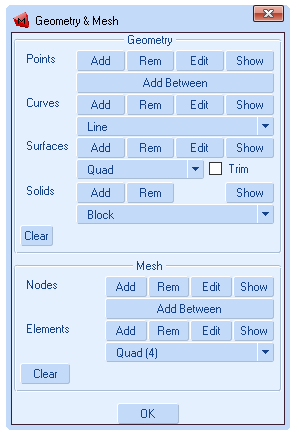 Geometry & Mesh
Geometry
Points Add Rem Edit Show
Add Between
Curves Add Rem Edit Show
Line
Surfaces Add Rem Edit Show
Quad Trim
Solids Add Rem Show
Block
Clear
Mesh
Nodes Add Rem Edit Show
Add Between
Elements Add Rem Edit Show
Quad (4)
Clear
OK